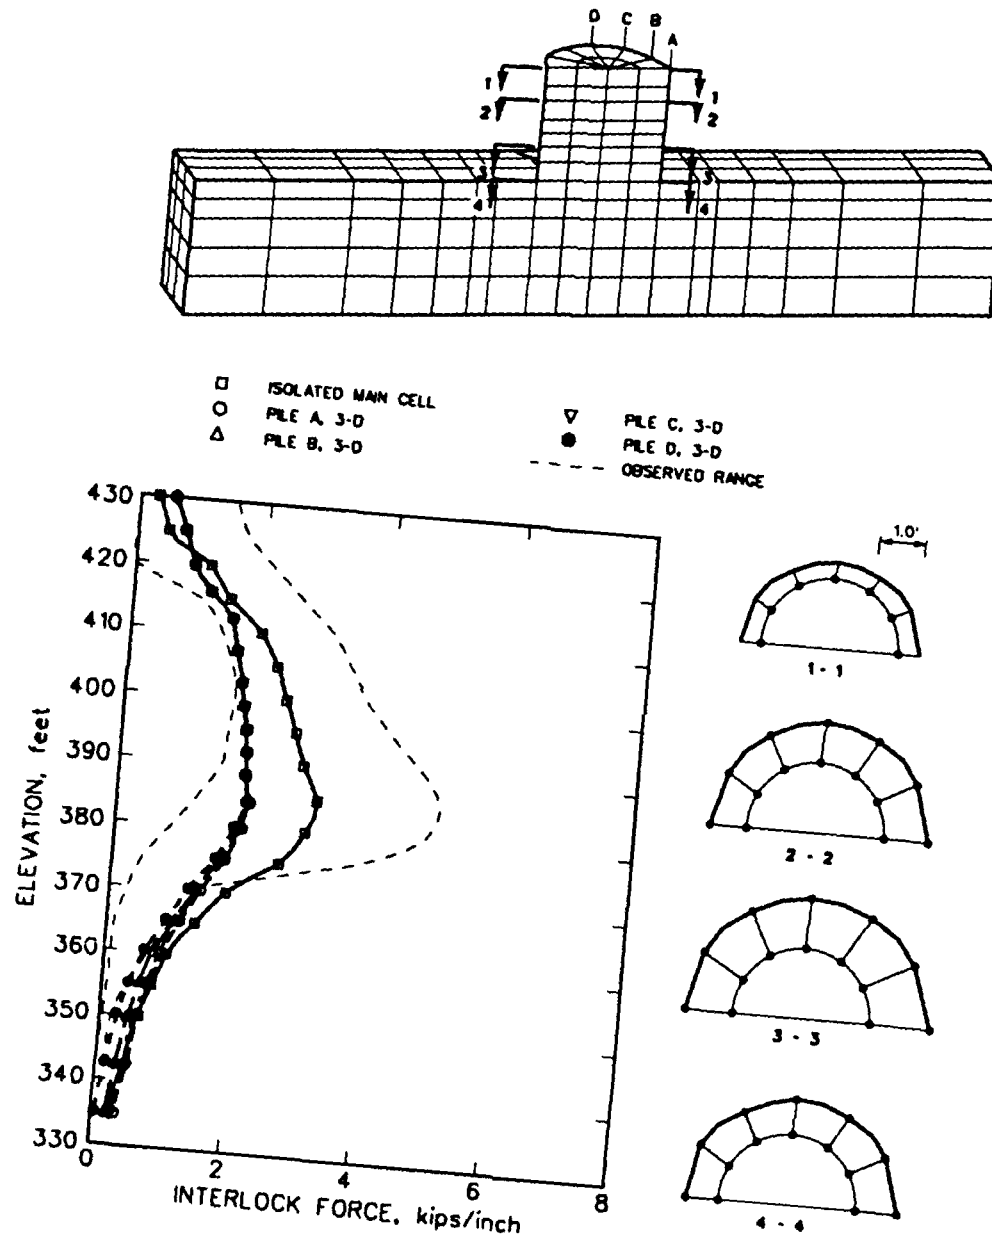 D C B A
1 1
2 2
3 3
4 4
ISOLATED MAIN CELL
PILE A, 3-D
PILE B, 3-D
PILE C, 3-D
PILE D, 3-D
OBSERVED RANGE
430
420
410
400
390
380
370
360
350
340
330
ELEVATION, feet
0 2 4 6 8
INTERLOCK FORCE, kips/inch
1.0'
1 - 1
2 - 2
3 - 3
4 - 4